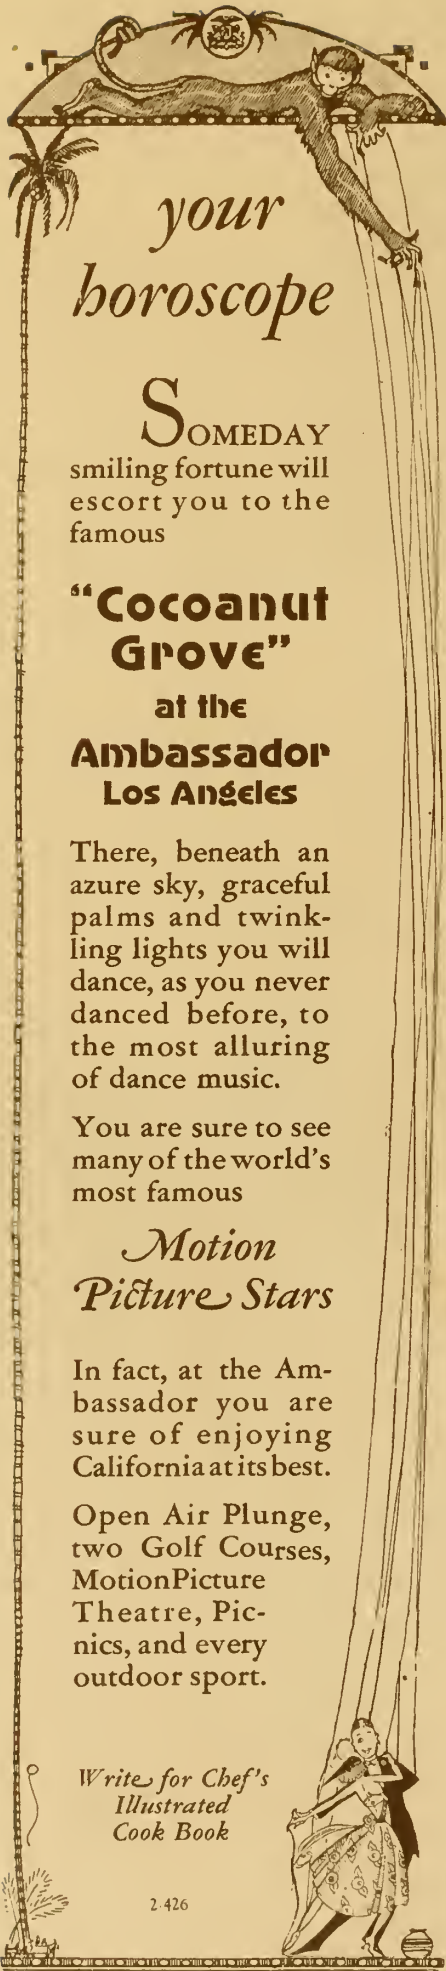 your
horoscope
SOMEDAY
smiling fortune will
escort you to the
famous
"Cocoanut
Grove"
at the
Ambassador
Los Angeles
There, beneath an
azure sky, graceful
palms and twink-
ling lights you will
dance, as you never
danced before, to
the most alluring
of dance music.
You are sure to see
many of the world's
most famous
Motion
Picture Stars
In fact, at the Am-
bassador you are
sure of enjoying
California at its best.
Open Air Plunge,
two Golf Courses,
Motion Picture
Theatre, Pic-
nics, and every
outdoor sport.
Write for Chef's
Illustrated
Cook Book
2-426